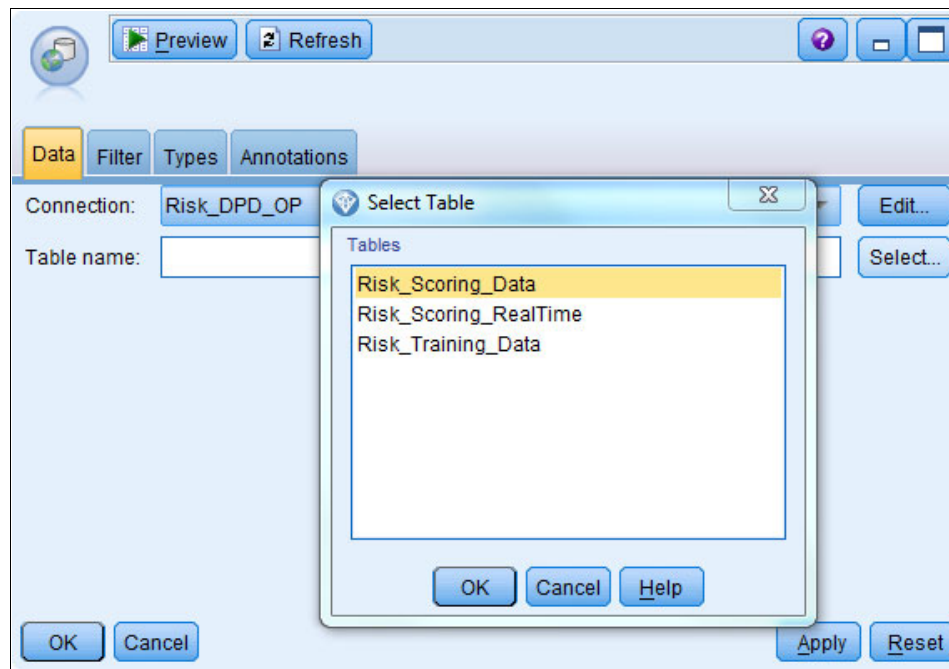 Preview Refresh ?
Data Filter Types Annotations
Connection: Risk_DPD_OP Edit...
Table name: Select...
Select Table
Tables
Risk_Scoring_Data
Risk_Scoring_RealTime
Risk_Training_Data
OK Cancel Help
OK Cancel Apply Reset